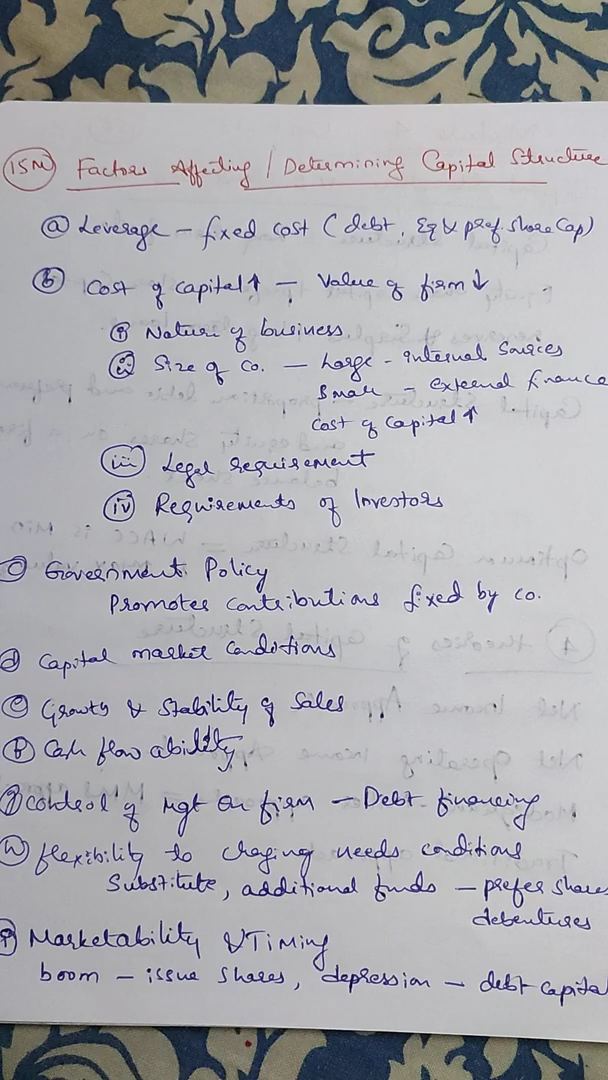 15M Factors Affecting / Determining Capital Structure
a Leverage - fixed cost ( debt, Eq & pref. share Cap)
b Cost of capital ↑ - Value of firm ↓
i Nature of business
ii Size of Co. - Large - internal sources
Small - external finance
Cost of capital ↑
iii Legal requirement
iv Requirements of Investors
c Government Policy
Promotes contributions fixed by co.
d Capital market conditions
e Growth & Stability of Sales
f Cash flow ability
g Control of mgt on firm - Debt financing
h flexibility to chaging needs conditions
Substitute, additional funds - prefer shares
debentures
i Marketability & Timing
boom - issue shares, depression - debt capital